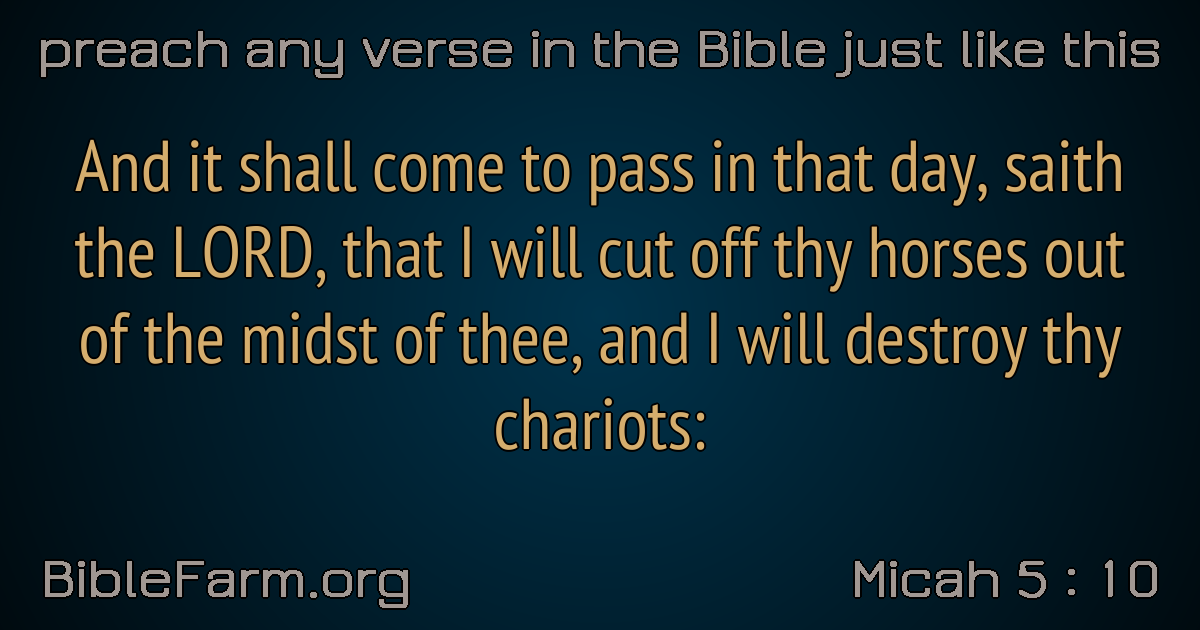 preach any verse in the Bible just like this
And it shall come to pass in that day, saith
the LORD, that I will cut off thy horses out
of the midst of thee, and I will destroy thy
chariots:
BibleFarm.org
Micah 5 : 10